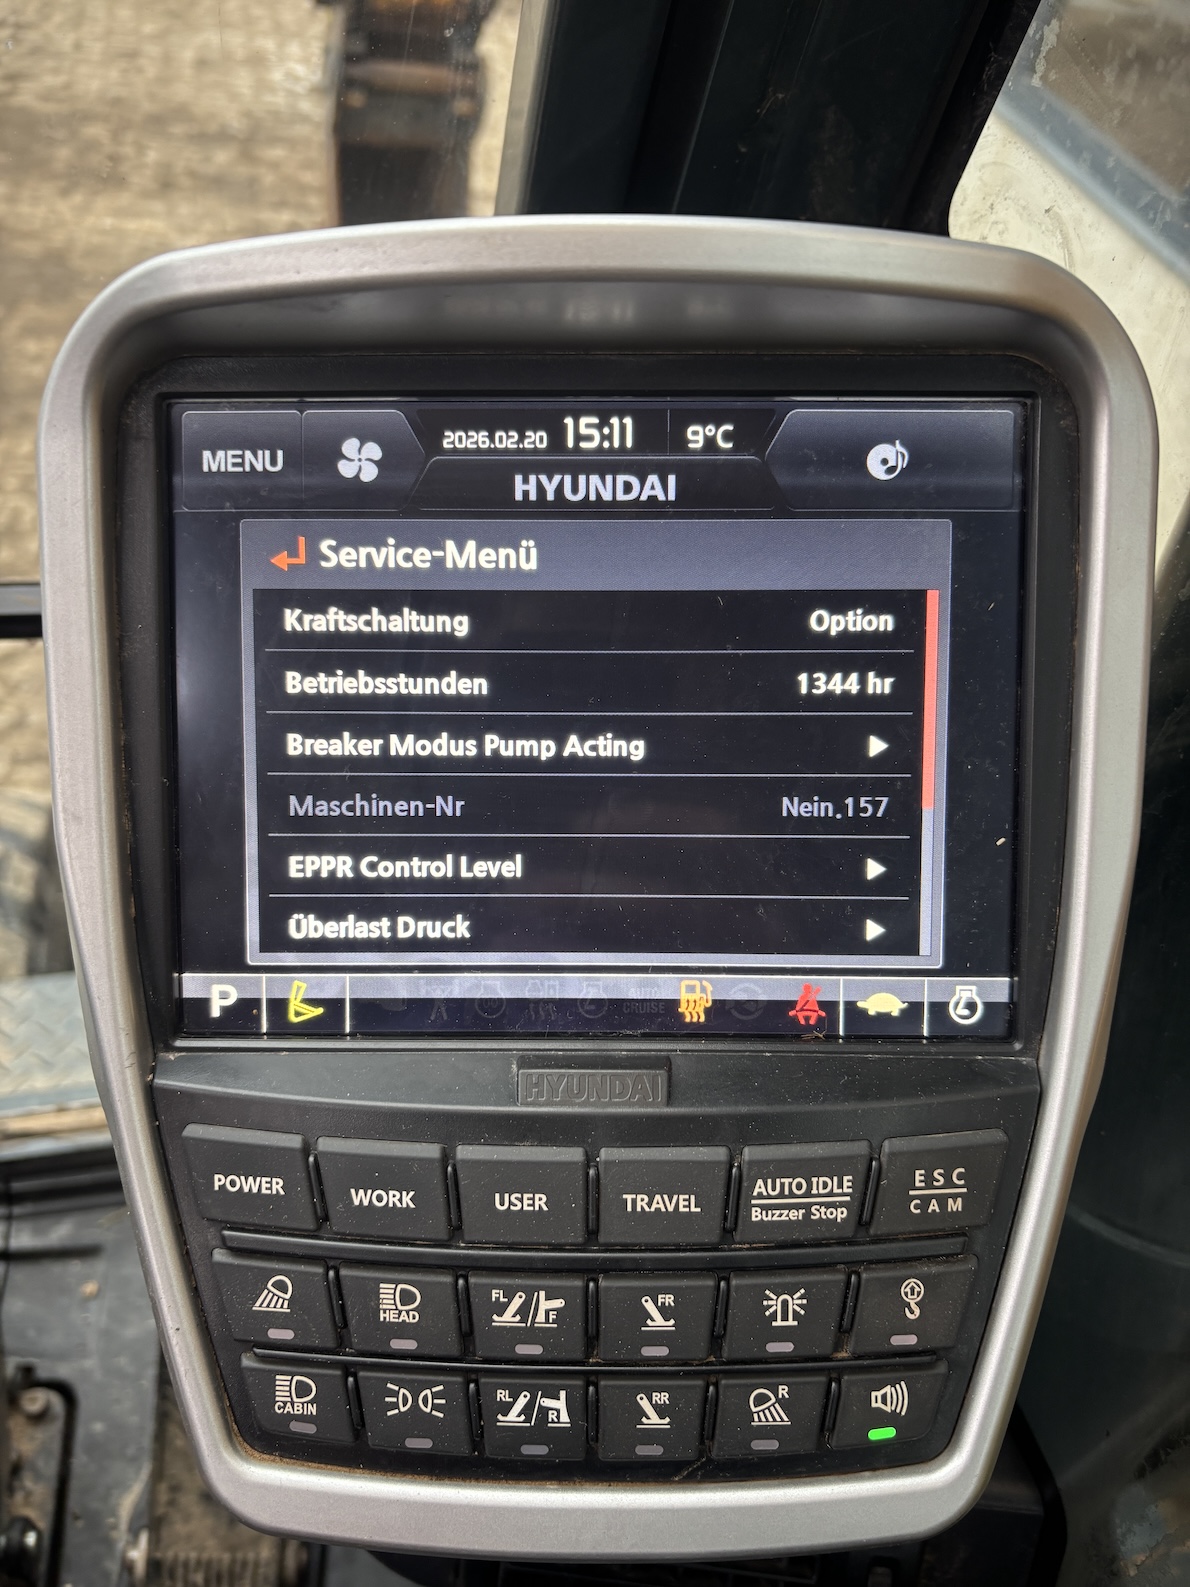 MENU
2026.02.20 15:11 9°C
HYUNDAI
Service-Menü
Kraftschaltung Option
Betriebsstunden 1344 hr
Breaker Modus Pump Acting
Maschinen-Nr Nein.157
EPPR Control Level
Überlast Druck
P
AUTO
CRUISE
HYUNDAI
POWER
WORK
USER
TRAVEL
AUTO IDLE
Buzzer Stop
ESC
CAM
HEAD
FL
F
FR
CABIN
RL
R
RR
R